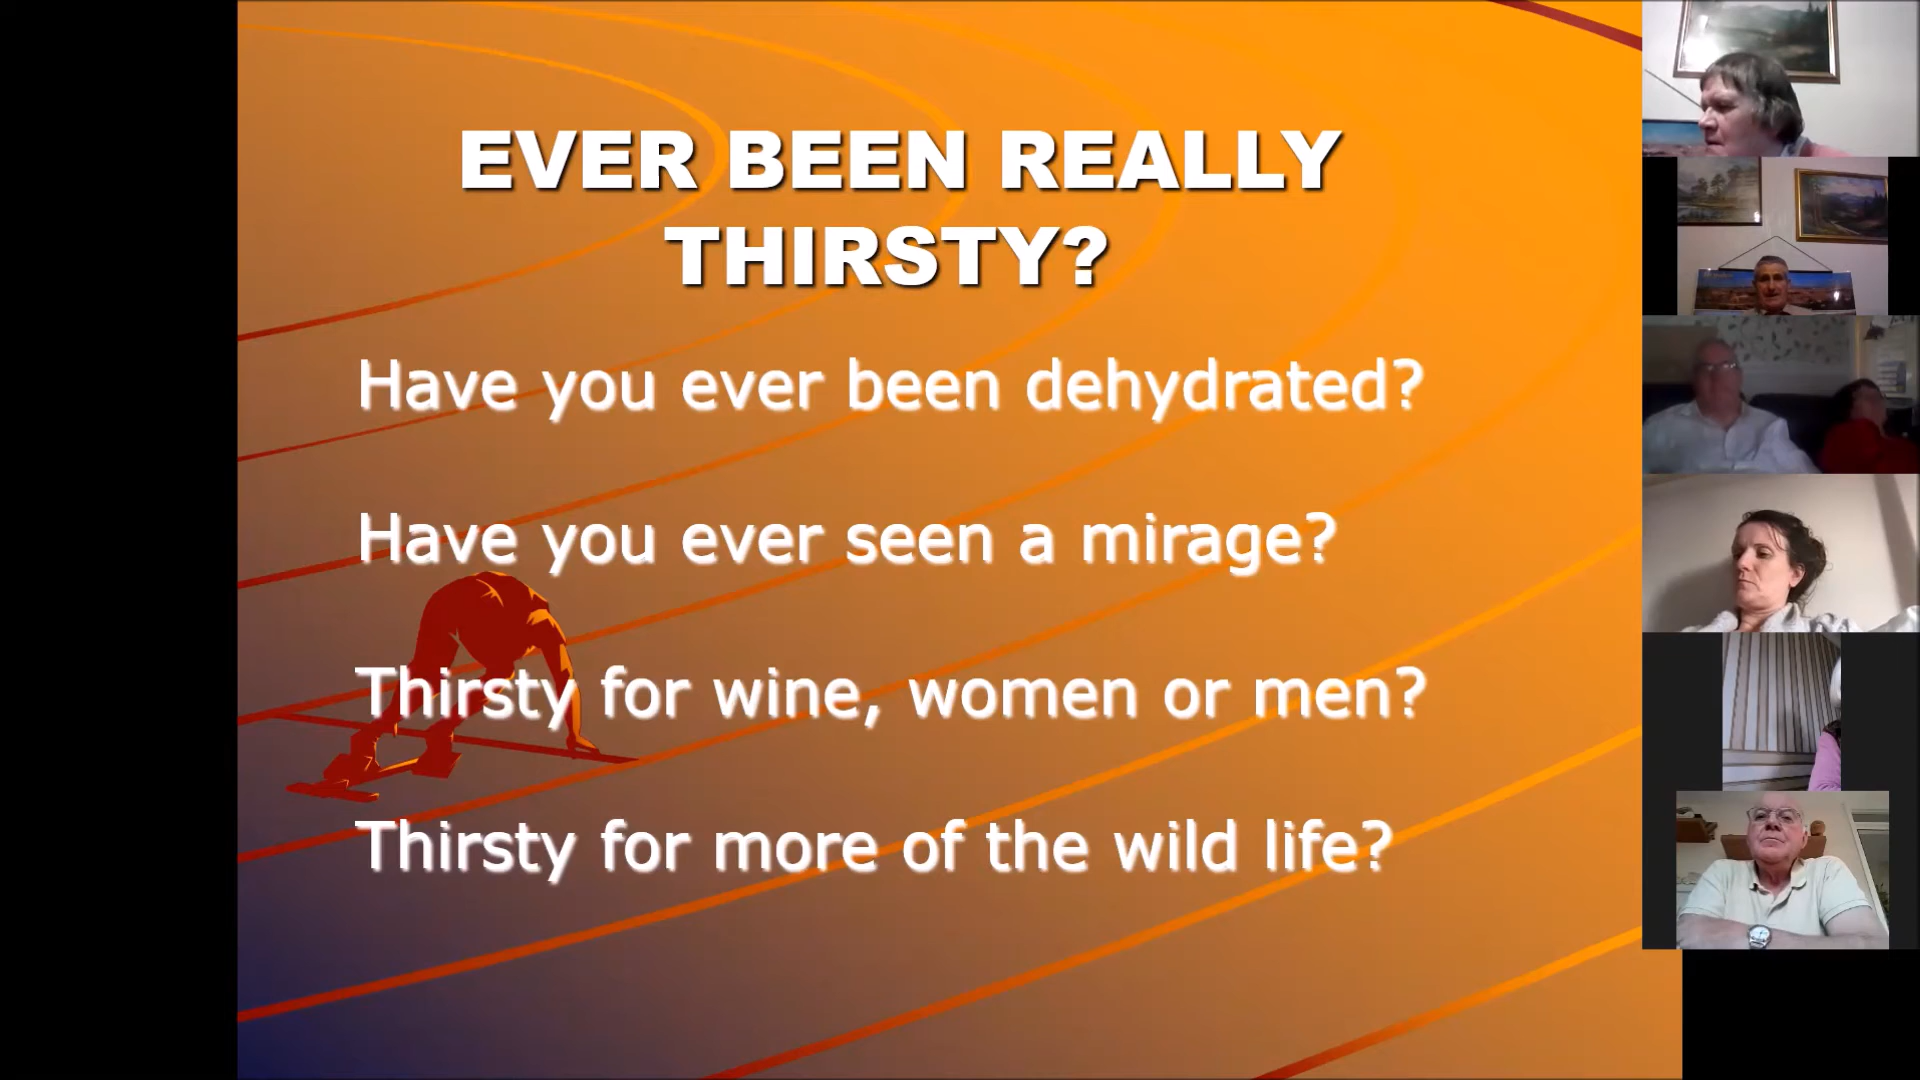 EVER BEEN REALLY
THIRSTY?
Have you ever been dehydrated?
Have you ever seen a mirage?
Thirsty for wine, women or men?
Thirsty for more of the wild life?